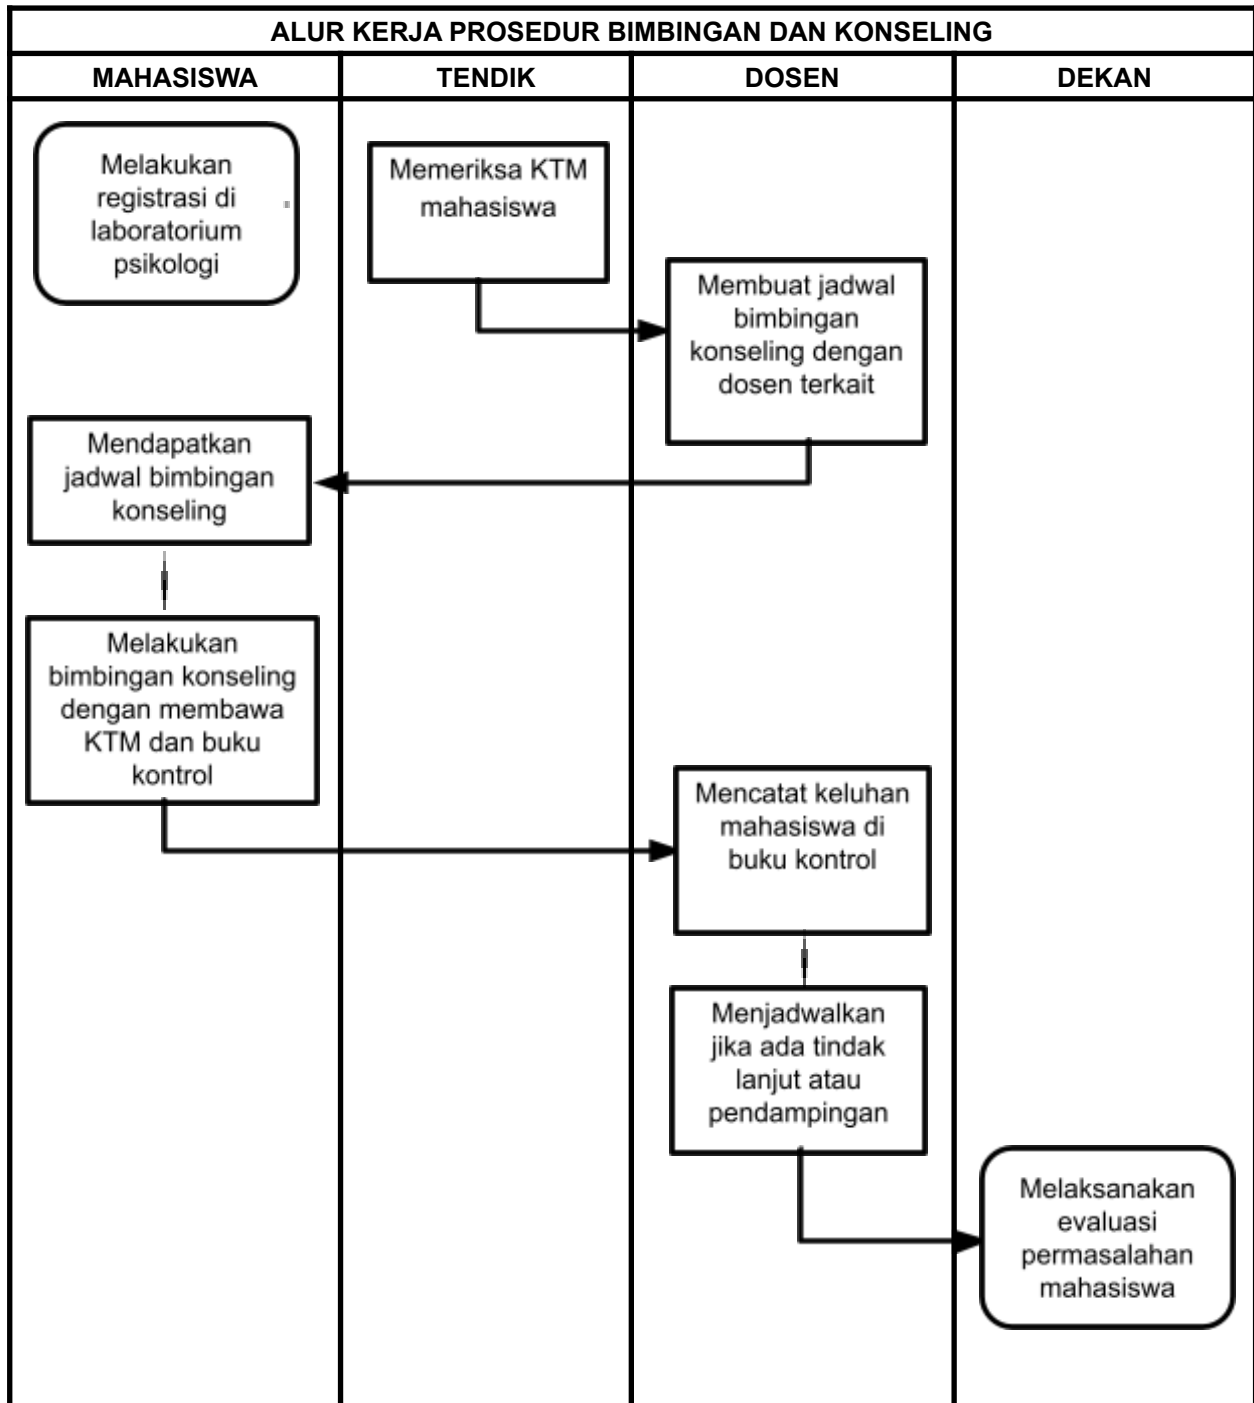 ALUR KERJA PROSEDUR BIMBINGAN DAN KONSELING
MAHASISWA
TENDIK
DOSEN
DEKAN
Melakukan
registrasi di
laboratorium
psikologi
Memeriksa KTM
mahasiswa
Membuat jadwal
bimbingan
konseling dengan
dosen terkait
Mendapatkan
jadwal bimbingan
konseling
Melakukan
bimbingan konseling
dengan membawa
KTM dan buku
kontrol
Mencatat keluhan
mahasiswa di
buku kontrol
Menjadwalkan
jika ada tindak
lanjut atau
pendampingan
Melaksanakan
evaluasi
permasalahan
mahasiswa